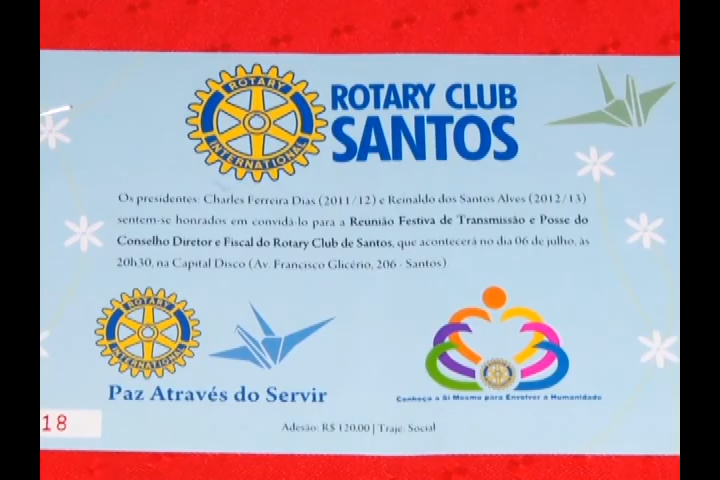 ROTARY
INTERNATIONAL
ROTARY CLUB
SANTOS
Os presidentes: Charles Ferreira Dias (2011/12) e Reinaldo dos Santos Alves (2012/13)
sentem-se honrados em convidá-lo para a Reunião Festiva de Transmissão e Posse do
Conselho Diretor e Fiscal do Rotary Club de Santos, que acontecerá no dia 06 de julho, às
20h30, na Capital Disco (Av. Francisco Glicério, 206 - Santos)
ROTARY
INTERNATIONAL
Paz Através do Servir
Conheça a Si Mesmo para Envolver a Humanidade
18
Adesão: R$ 120,00 | Traje: Social